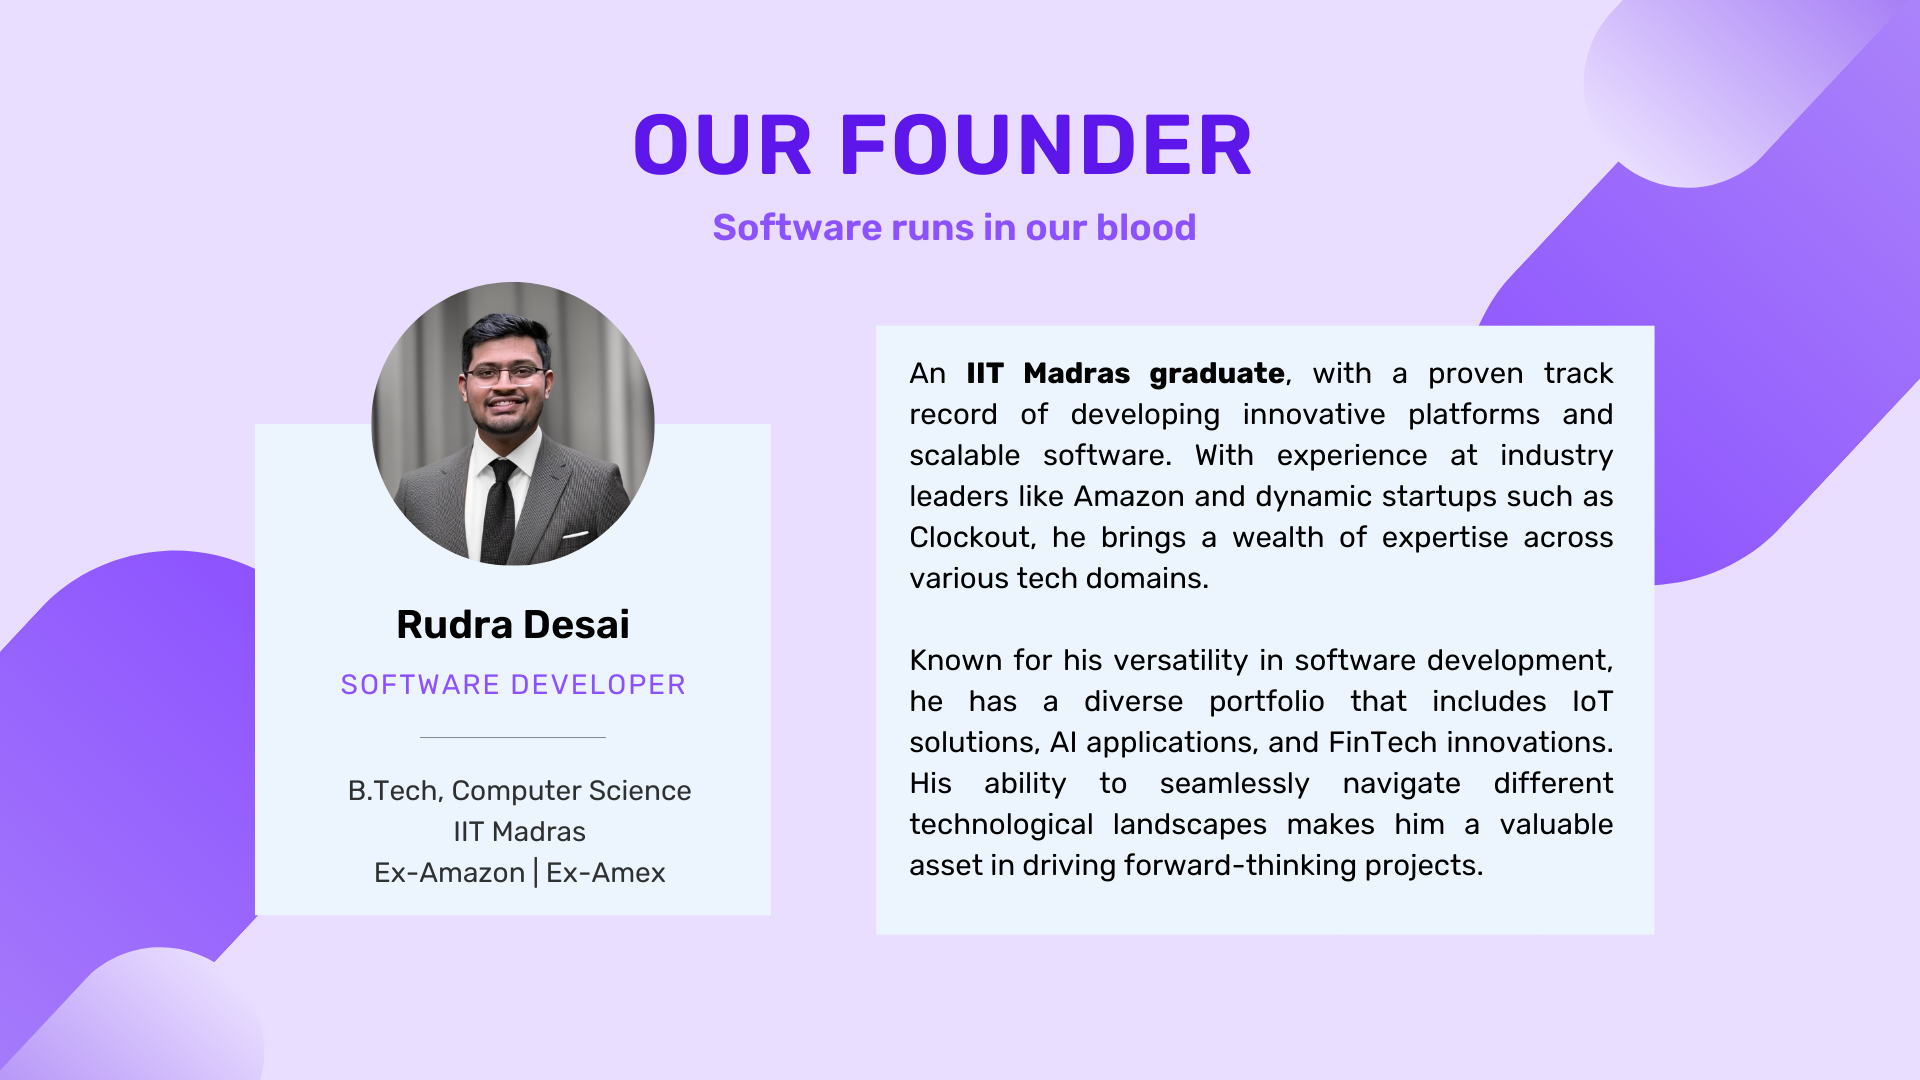 OUR FOUNDER
Software runs in our blood
Rudra Desai
SOFTWARE DEVELOPER
B.Tech, Computer Science
IIT Madras
Ex-Amazon | Ex-Amex
An IIT Madras graduate, with a proven track
record of developing innovative platforms and
scalable software. With experience at industry
leaders like Amazon and dynamic startups such as
Clockout, he brings a wealth of expertise across
various tech domains.
Known for his versatility in software development,
he has a diverse portfolio that includes IoT
solutions, AI applications, and FinTech innovations.
His ability to seamlessly navigate different
technological landscapes makes him a valuable
asset in driving forward-thinking projects.